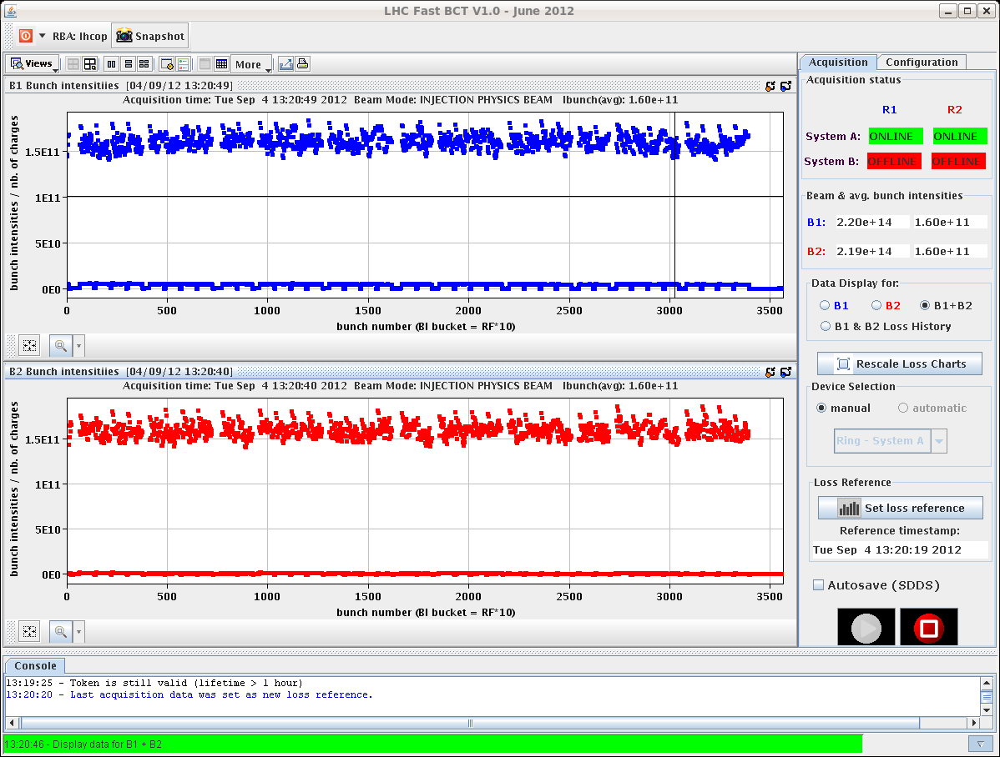 LHC Fast BCT V1.0 - June 2012
RBA: lhcop
Snapshot
Views
More
B1 Bunch intensitiies [04/09/12 13:20:49]
Acquisition time: Tue Sep 4 13:20:49 2012 Beam Mode: INJECTION PHYSICS BEAM Ibunch(avg): 1.60e+11
bunch intensities / nb. of charges
1.5E11
1E11
5E10
0E0
0 500 1000 1500 2000 2500 3000 3500
bunch number (BI bucket = RF*10)
B2 Bunch intensitiies [04/09/12 13:20:40]
Acquisition time: Tue Sep 4 13:20:40 2012 Beam Mode: INJECTION PHYSICS BEAM Ibunch(avg): 1.60e+11
bunch intensities / nb. of charges
1.5E11
1E11
5E10
0E0
0 500 1000 1500 2000 2500 3000 3500
bunch number (BI bucket = RF*10)
Acquisition Configuration
Acquisition status
R1 R2
System A: ONLINE ONLINE
System B: OFFLINE OFFLINE
Beam & avg. bunch intensities
B1: 2.20e+14 1.60e+11
B2: 2.19e+14 1.60e+11
Data Display for:
B1 B2 B1+B2
B1 & B2 Loss History
Rescale Loss Charts
Device Selection
manual automatic
Ring - System A
Loss Reference
Set loss reference
Reference timestamp:
Tue Sep 4 13:20:19 2012
Autosave (SDDS)
Console
13:19:25 - Token is still valid (lifetime > 1 hour)
13:20:20 - Last acquisition data was set as new loss reference.
13:20:46 - Display data for B1 + B2